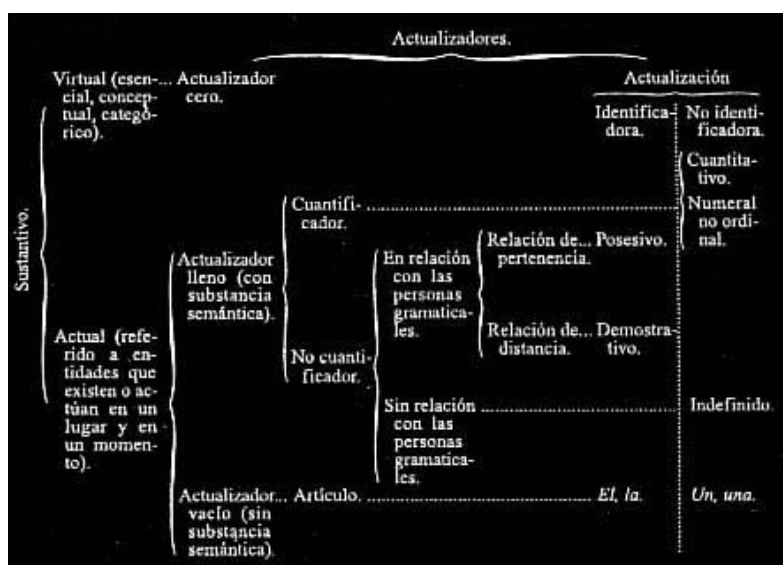 Actualizadores.
Virtual (esen-... Actualizador
cial, concep- cero.
tual, categó-
rico).
Actualización
Identifica- No identi-
dora. ficadora.
Cuantita-
tivo.
Numeral
no ordi-
nal.
Sustantivo.
Cuantifi-
cador.
Actualizador
lleno (con
substancia
semántica).
En relación
con las
personas
gramatica-
les.
Relación de... Posesivo.
pertenencia.
Relación de... Demostra-
distancia. tivo.
Actual (refe-
rido a en-
tidades que
existen o ac-
túan en un
lugar y en
un momen-
to).
No cuanti-
ficador.
Sin relación
con las
personas
gramatica-
les.
Indefinido.
Actualizador... Artículo. El, la. Un, una.
vacío (sin
substancia
semántica).